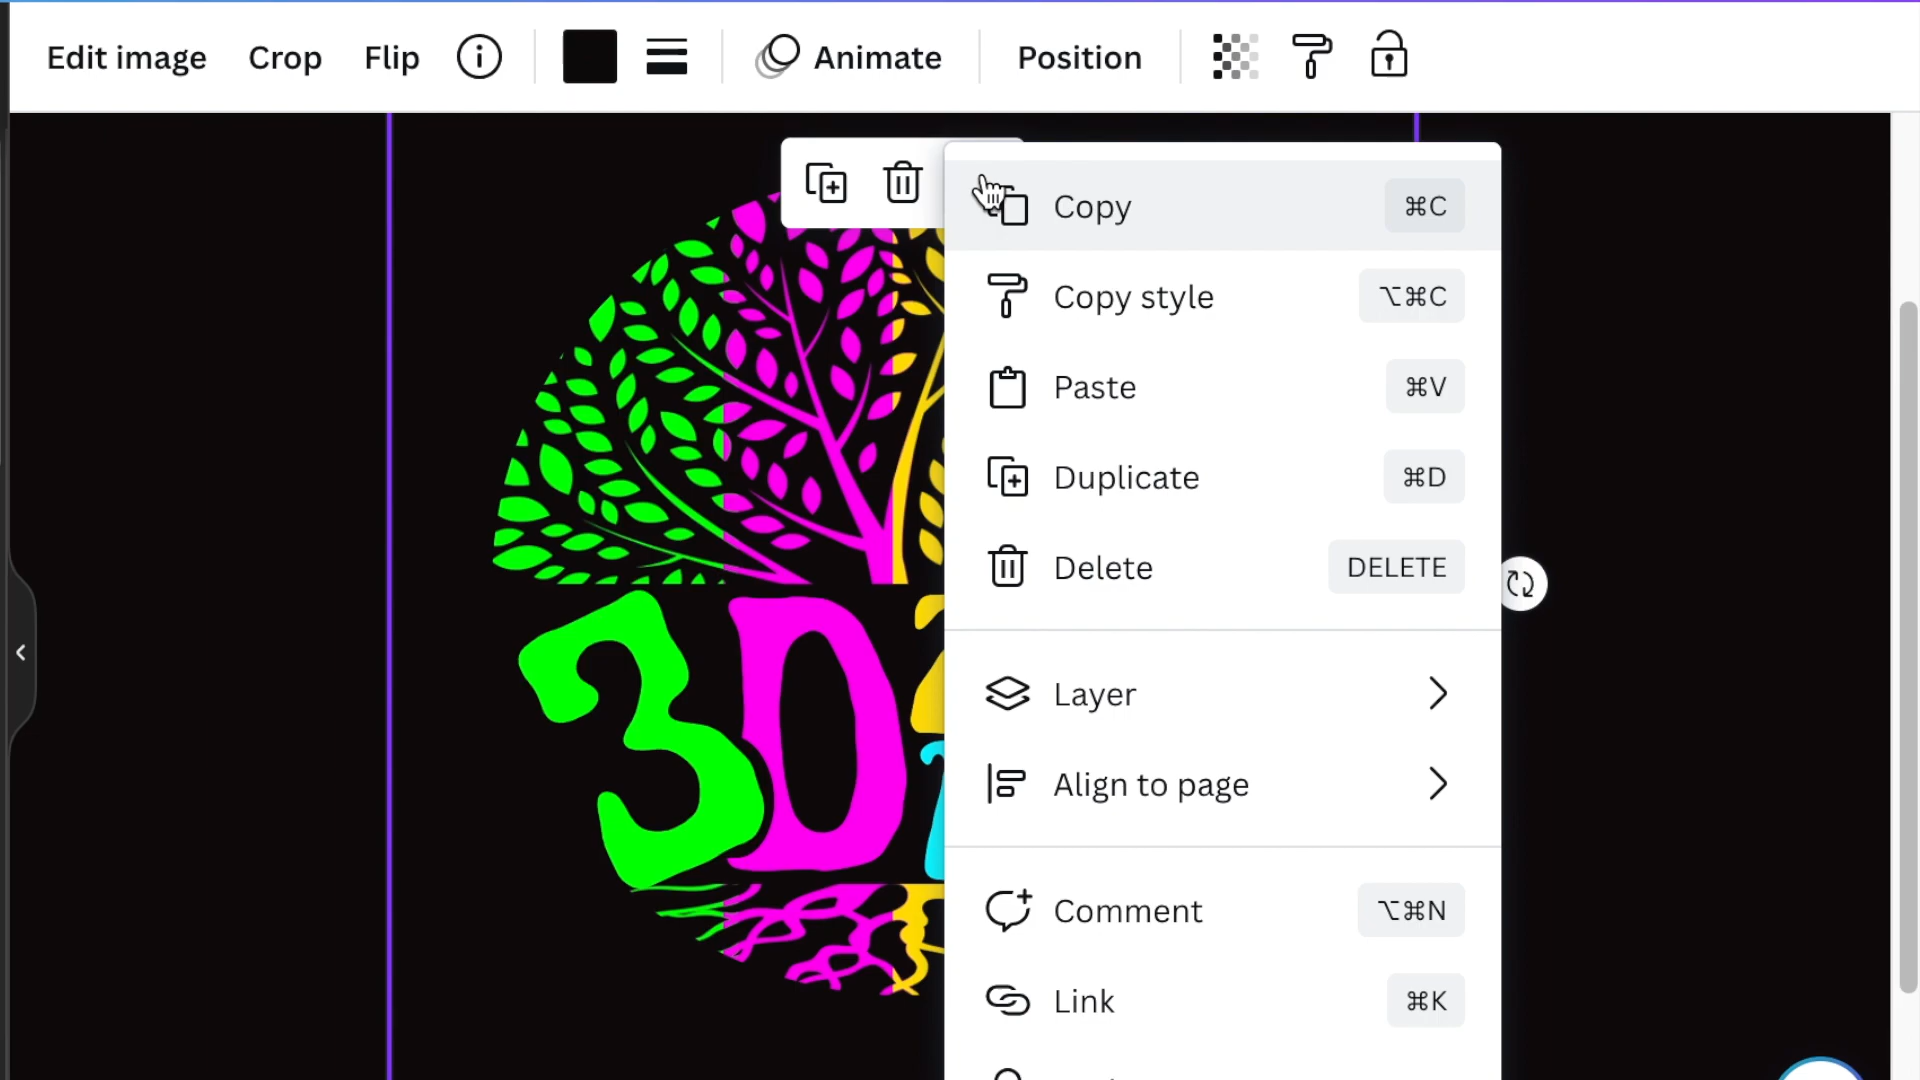 Edit image Crop Flip Animate Position
Copy ⌘C
Copy style ⌥⌘C
Paste ⌘V
Duplicate ⌘D
Delete DELETE
Layer
Align to page
Comment ⌥⌘N
Link ⌘K
30